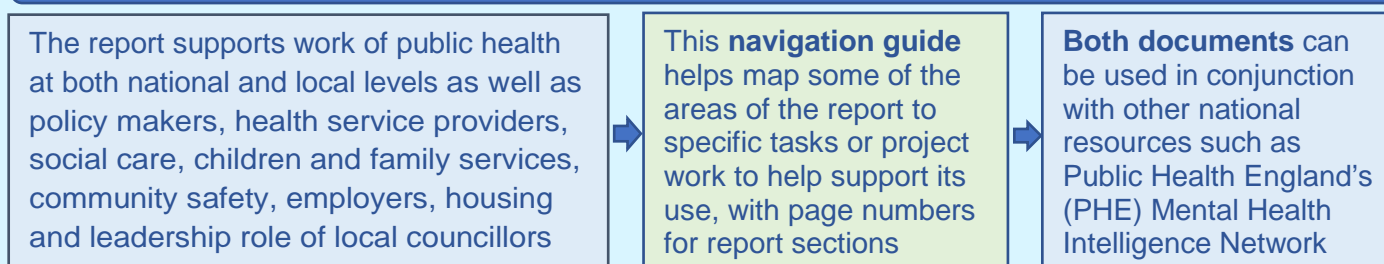 The report supports work of public health
at both national and local levels as well as
policy makers, health service providers,
social care, children and family services,
community safety, employers, housing
and leadership role of local councillors
This navigation guide
helps map some of the
areas of the report to
specific tasks or project
work to help support its
use, with page numbers
for report sections
Both documents can
be used in conjunction
with other national
resources such as
Public Health England’s
(PHE) Mental Health
Intelligence Network